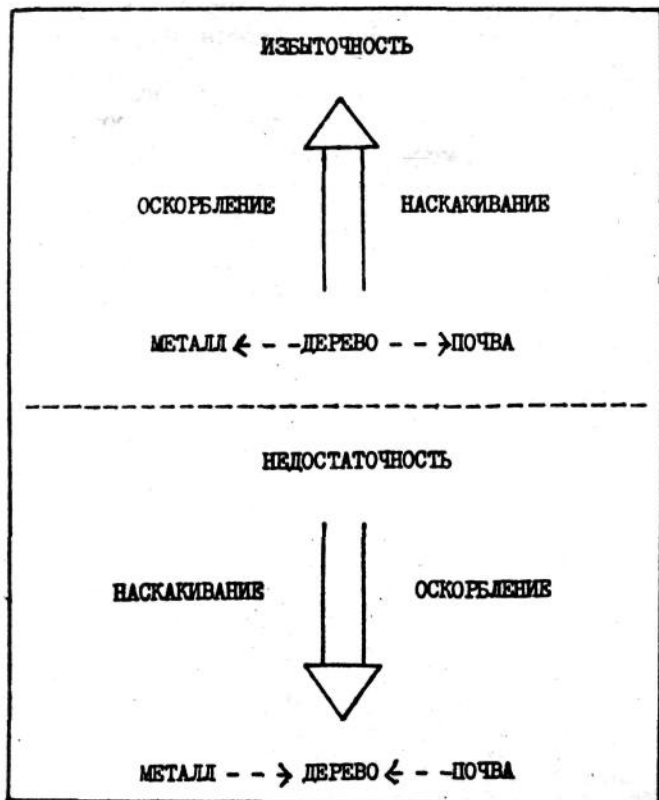 ИЗБЫТОЧНОСТЬ
ОСКОРБЛЕНИЕ НАСКАКИВАНИЕ
МЕТАЛЛ ДЕРЕВО ПОЧВА
НЕДОСТАТОЧНОСТЬ
НАСКАКИВАНИЕ ОСКОРБЛЕНИЕ
МЕТАЛЛ ДЕРЕВО ПОЧВА